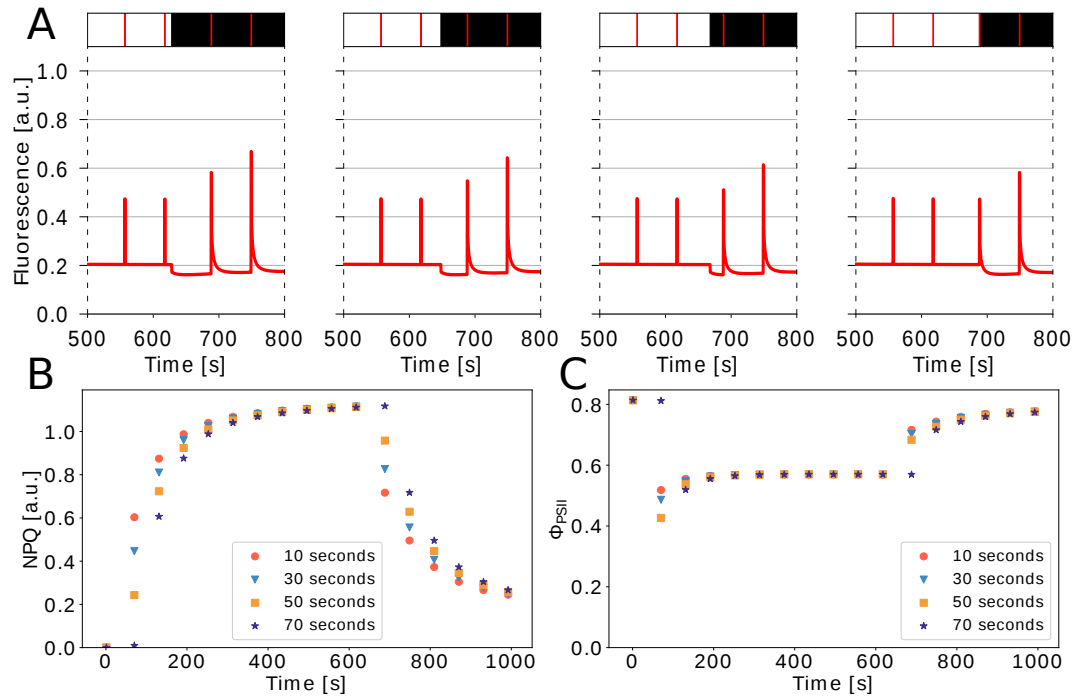 A
Fluorescence [a.u.]
1.0
0.8
0.6
0.4
0.2
0.0
500 600 700 800
500 600 700 800
500 600 700 800
500 600 700 800
Time [s]
Time [s]
Time [s]
Time [s]
B
NPQ [a.u.]
1.0
0.8
0.6
0.4
0.2
0.0
0 200 400 600 800 1000
Time [s]
10 seconds
30 seconds
50 seconds
70 seconds
C
ΦPSII
0.8
0.6
0.4
0.2
0.0
0 200 400 600 800 1000
Time [s]
10 seconds
30 seconds
50 seconds
70 seconds